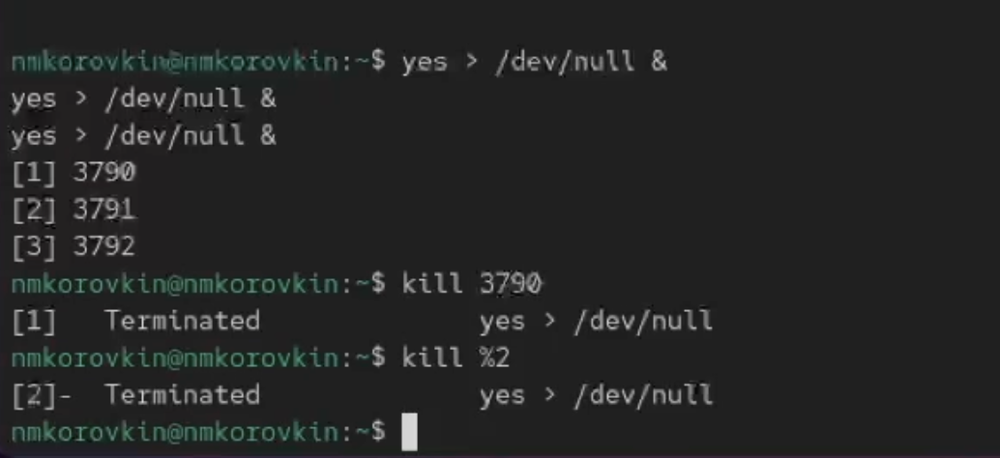 nmkorovkin@nmkorovkin:~$ yes > /dev/null &
yes > /dev/null &
yes > /dev/null &
[1] 3790
[2] 3791
[3] 3792
nmkorovkin@nmkorovkin:~$ kill 3790
[1]   Terminated              yes > /dev/null
nmkorovkin@nmkorovkin:~$ kill %2
[2]-  Terminated              yes > /dev/null
nmkorovkin@nmkorovkin:~$